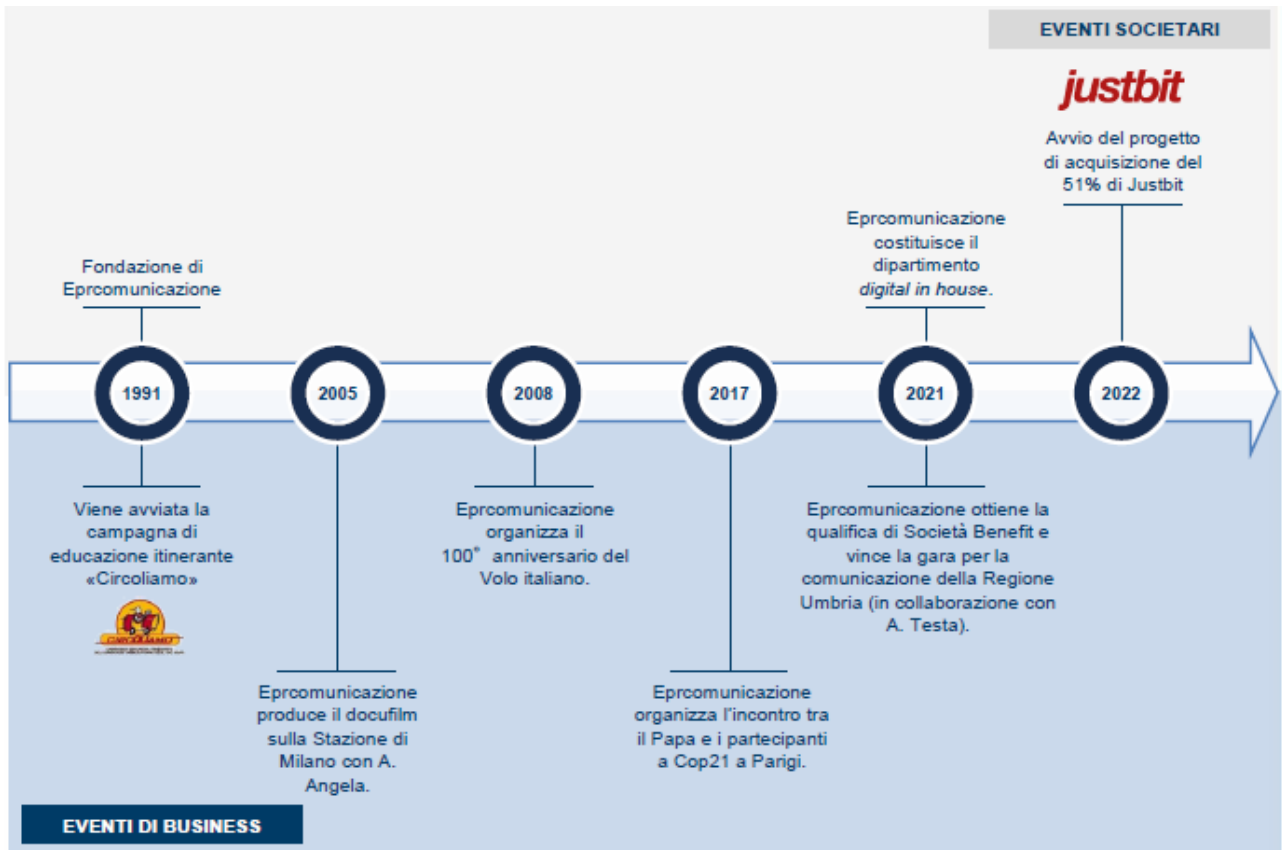 EVENTI SOCIETARI
justbit
Avvio del progetto
di acquisizione del
51% di Justbit
Eprcomunicazione
costituisce il
dipartimento
digital in house.
Fondazione di
Eprcomunicazione
1991
2005
2008
2017
2021
2022
Viene avviata la
campagna di
educazione itinerante
«Circoliamo»
CIRCOLIAMO
Eprcomunicazione
organizza il
100° anniversario del
Volo italiano.
Eprcomunicazione ottiene la
qualifica di Società Benefit e
vince la gara per la
comunicazione della Regione
Umbria (in collaborazione con
A. Testa).
Eprcomunicazione
produce il docufilm
sulla Stazione di
Milano con A.
Angela.
Eprcomunicazione
organizza l'incontro tra
il Papa e i partecipanti
a Cop21 a Parigi.
EVENTI DI BUSINESS